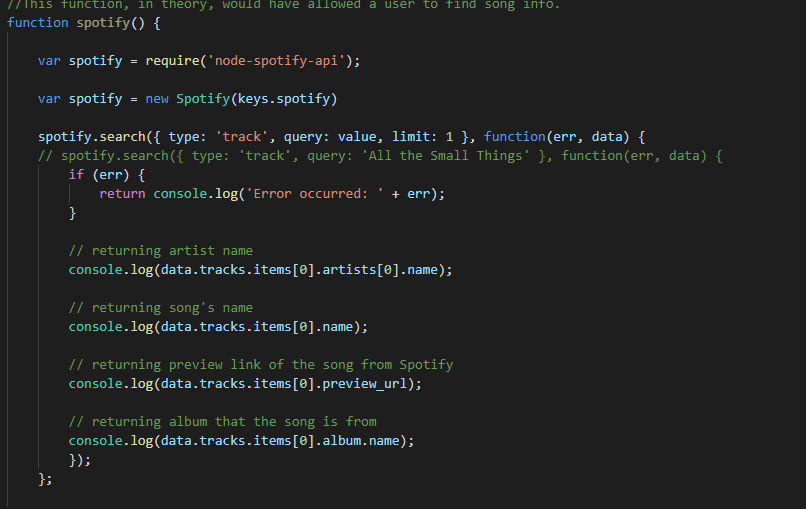 //This function, in theory, would have allowed a user to find song info.
function spotify() {
var spotify = require('node-spotify-api');
var spotify = new Spotify(keys.spotify)
spotify.search({ type: 'track', query: value, limit: 1 }, function(err, data) {
// spotify.search({ type: 'track', query: 'All the Small Things' }, function(err, data) {
if (err) {
return console.log('Error occurred: ' + err);
}
// returning artist name
console.log(data.tracks.items[0].artists[0].name);
// returning song's name
console.log(data.tracks.items[0].name);
// returning preview link of the song from Spotify
console.log(data.tracks.items[0].preview_url);
// returning album that the song is from
console.log(data.tracks.items[0].album.name);
});
};